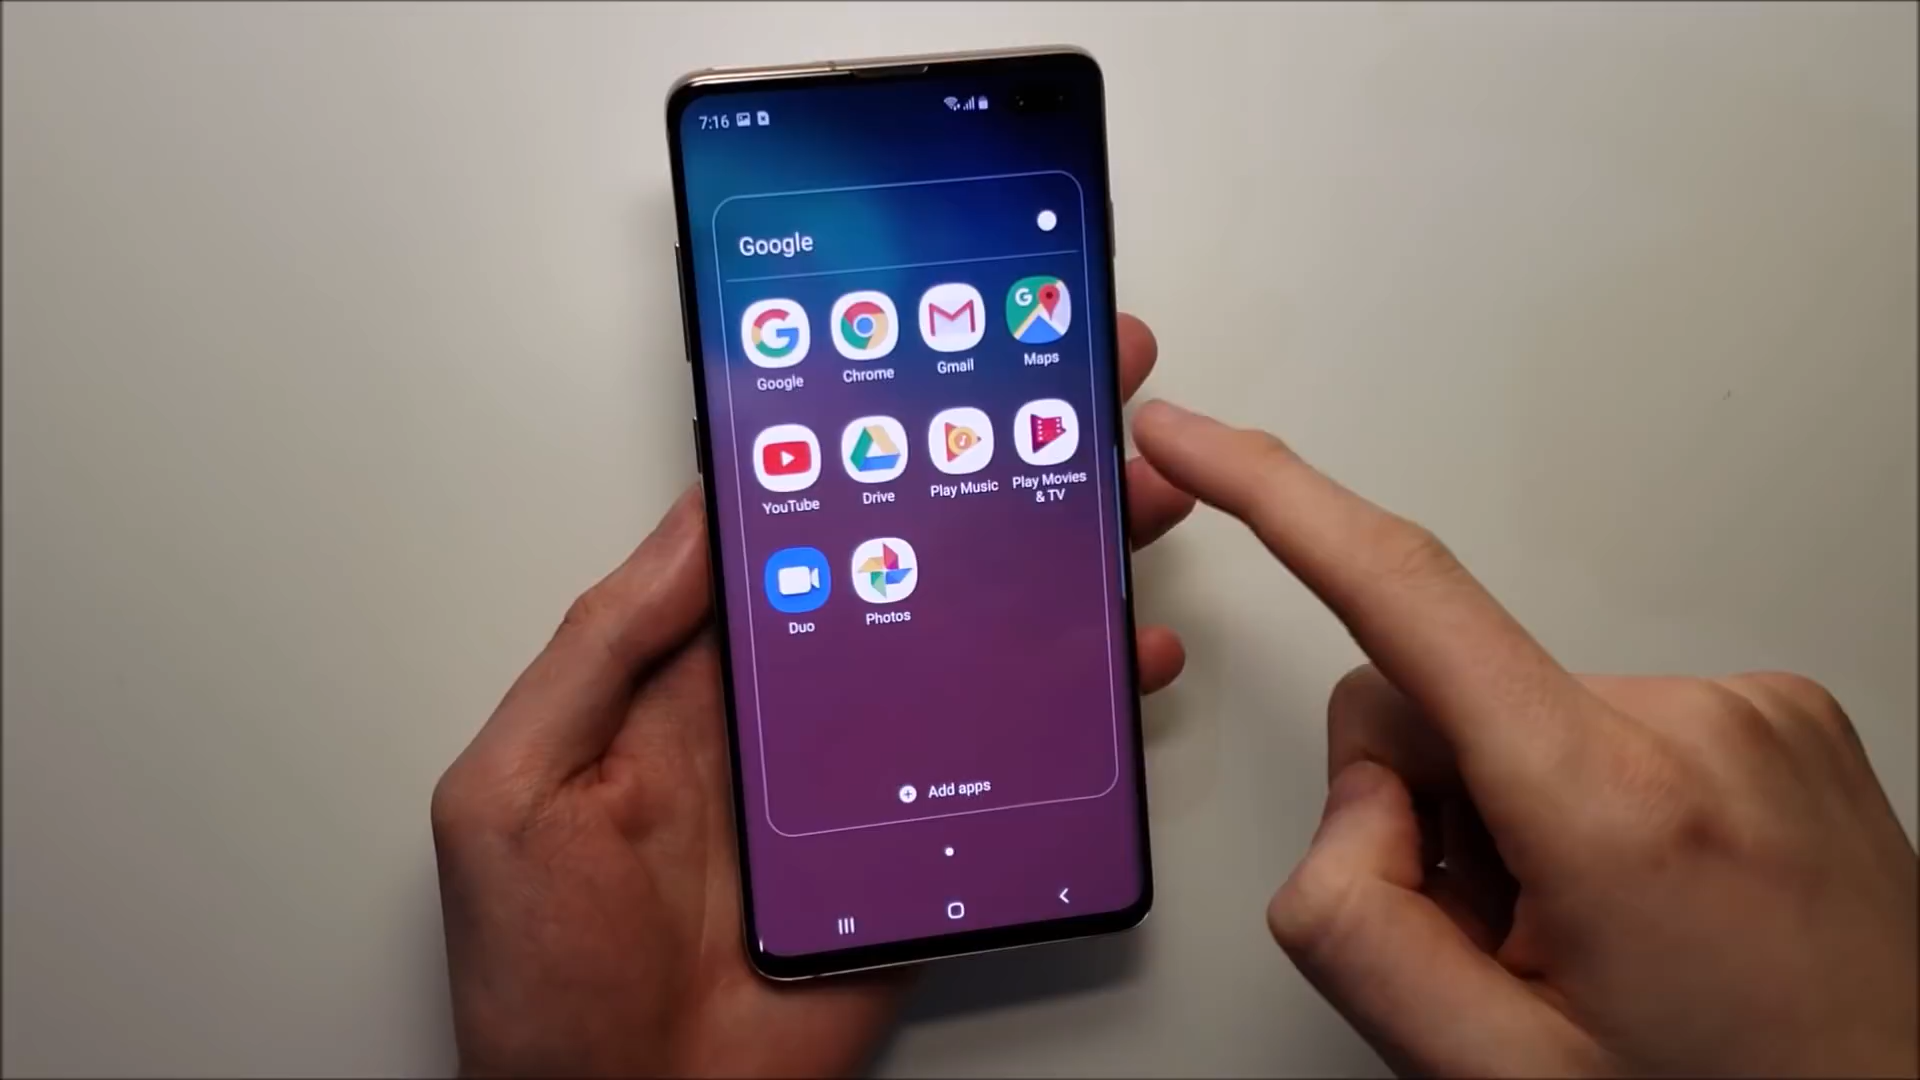 7:16
Google
Google Chrome Gmail Maps
YouTube Drive Play Music Play Movies
& TV
Duo Photos
Add apps